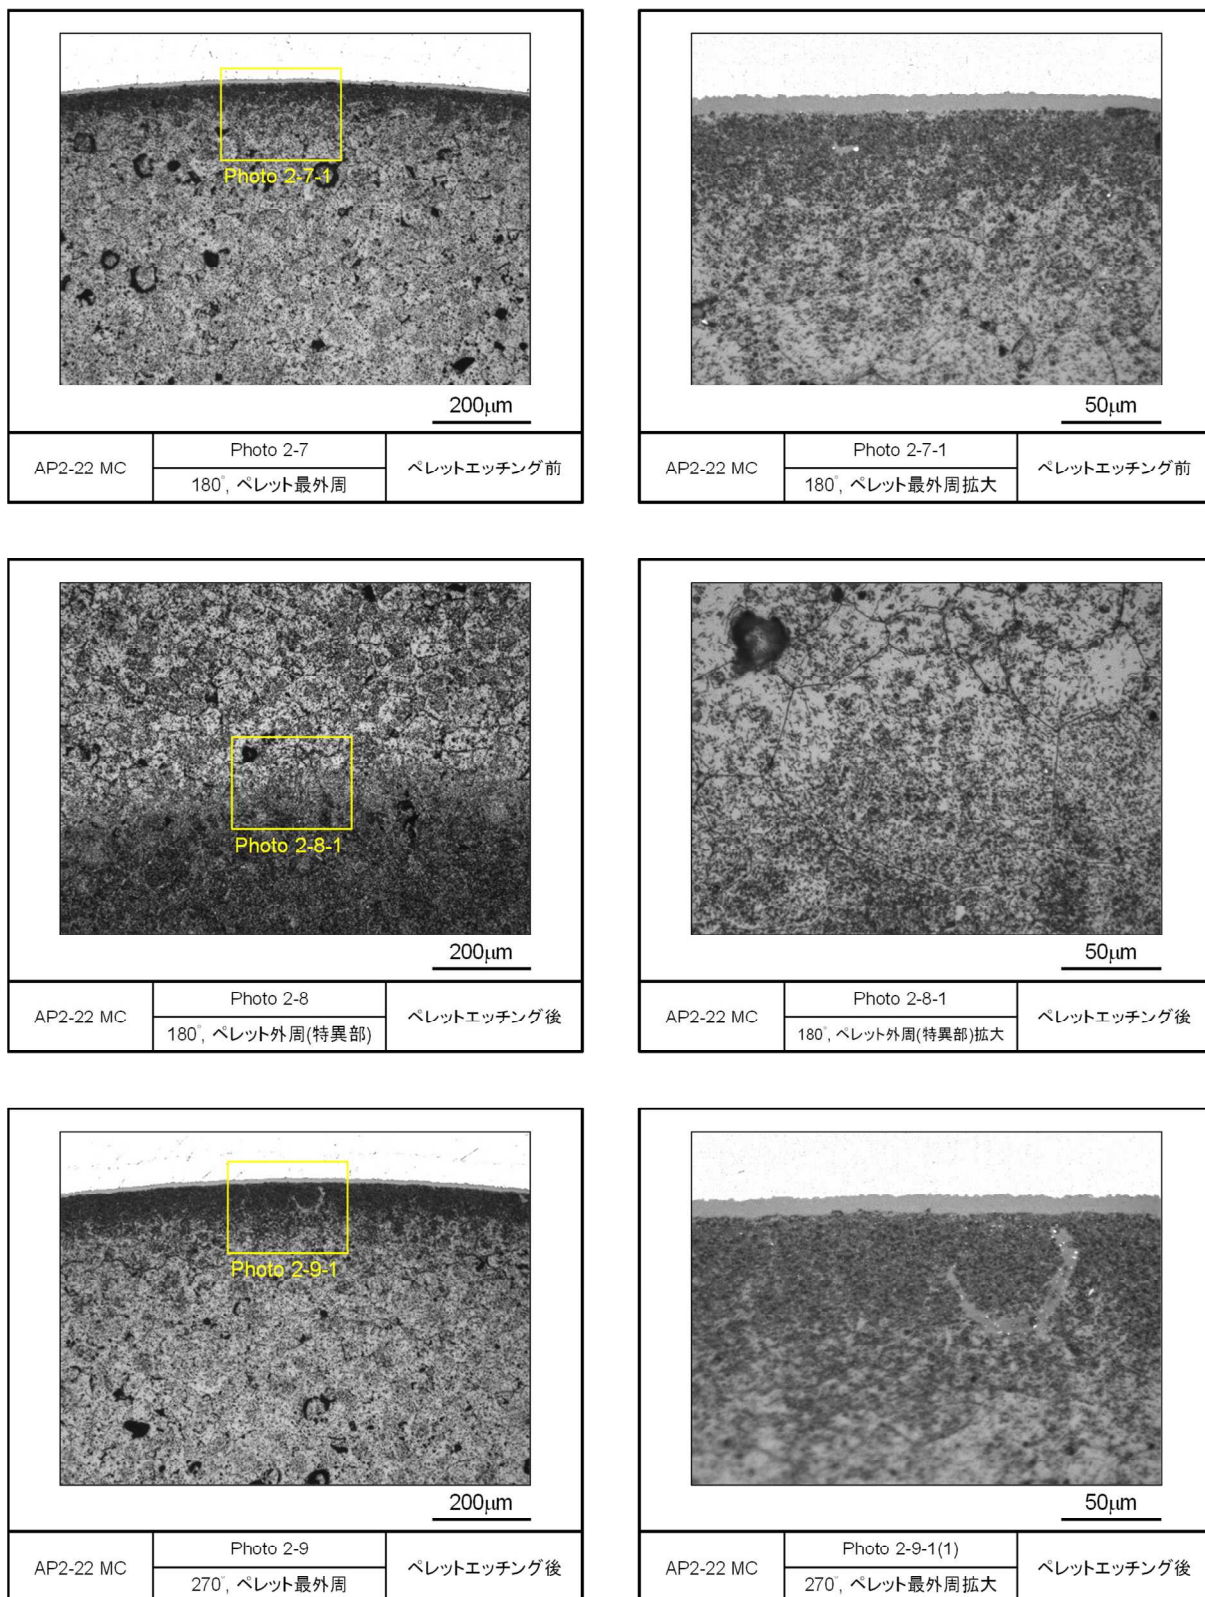 Photo 2-7-1
200μm
AP2-22 MC
Photo 2-7
180°, ペレット最外周
ペレットエッチング前
50μm
AP2-22 MC
Photo 2-7-1
180°, ペレット最外周拡大
ペレットエッチング前
Photo 2-8-1
200μm
AP2-22 MC
Photo 2-8
180°, ペレット外周(特異部)
ペレットエッチング後
50μm
AP2-22 MC
Photo 2-8-1
180°, ペレット外周(特異部)拡大
ペレットエッチング後
Photo 2-9-1
200μm
AP2-22 MC
Photo 2-9
270°, ペレット最外周
ペレットエッチング後
50μm
AP2-22 MC
Photo 2-9-1(1)
270°, ペレット最外周拡大
ペレットエッチング後